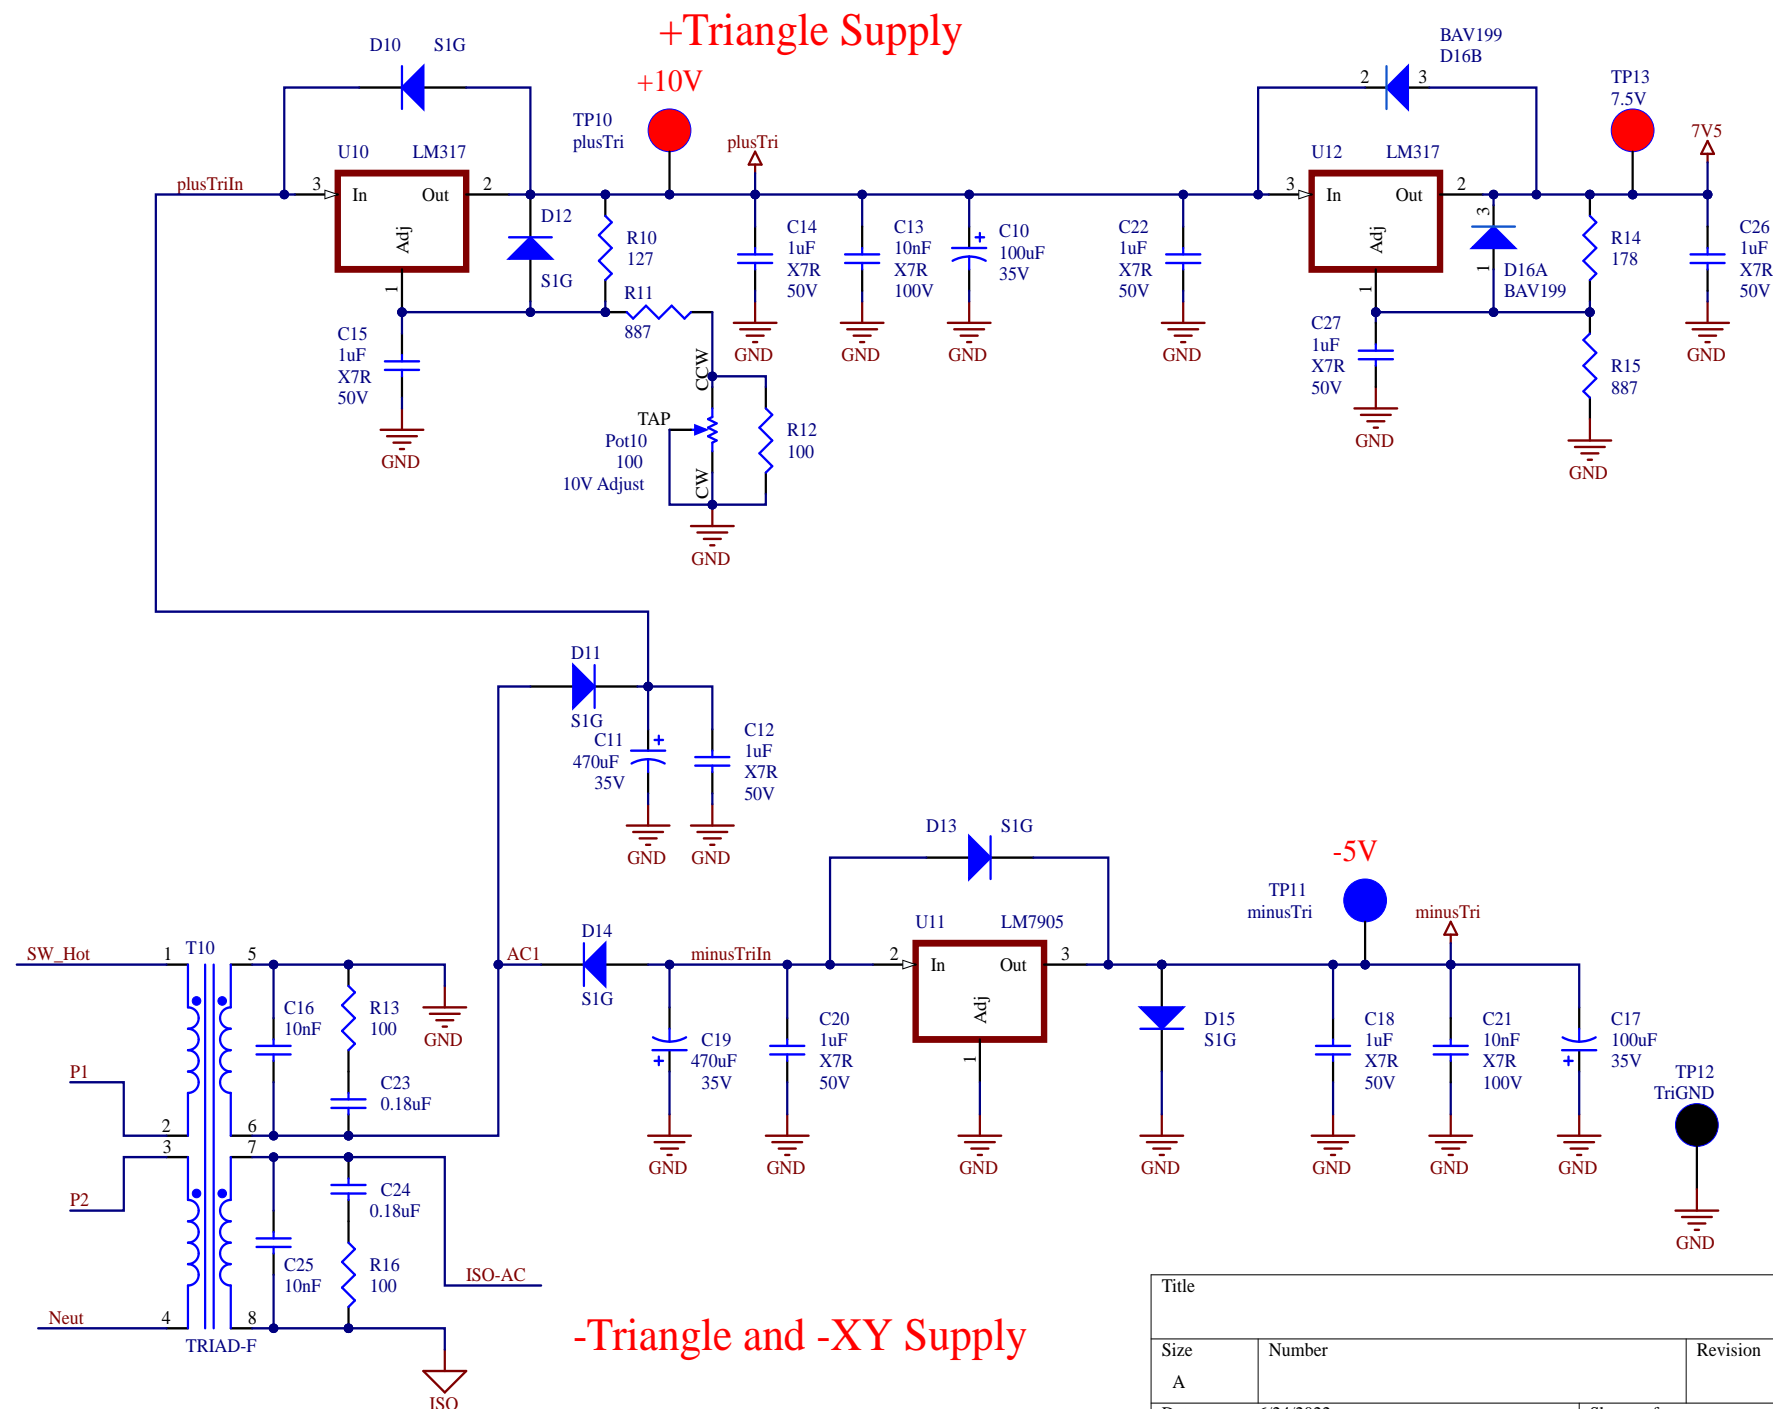 +Triangle Supply
D10 S1G
+10V
TP10
plusTri
plusTri
BAV199
D16B
2 3
TP13
7.5V
7V5
U10 LM317
plusTriIn
3 In Out 2
Adj
1
D12
S1G
R10
127
R11
887
C15
1uF
X7R
50V
GND
CCW
TAP
Pot10
100
10V Adjust
CW
R12
100
GND
C14
1uF
X7R
50V
GND
C13
10nF
X7R
100V
GND
C10
100uF
35V
GND
C22
1uF
X7R
50V
GND
U12 LM317
3 In Out 2
Adj
1
3
1
D16A
BAV199
R14
178
C26
1uF
X7R
50V
GND
C27
1uF
X7R
50V
GND
R15
887
GND
D11
S1G
C11
470uF
35V
GND
C12
1uF
X7R
50V
GND
D13 S1G
-5V
TP11
minusTri
minusTri
U11 LM7905
D14
S1G
AC1
minusTriIn
2 In Out 3
Adj
1
GND
C19
470uF
35V
GND
C20
1uF
X7R
50V
GND
D15
S1G
GND
C18
1uF
X7R
50V
GND
C21
10nF
X7R
100V
GND
C17
100uF
35V
GND
TP12
TriGND
GND
SW_Hot 1 T10 5
C16
10nF
R13
100
GND
P1
C23
0.18uF
2 6
3 7
P2
C24
0.18uF
C25
10nF
R16
100
ISO-AC
Neut 4 8
TRIAD-F
ISO
-Triangle and -XY Supply
Title
Size Number Revision
A